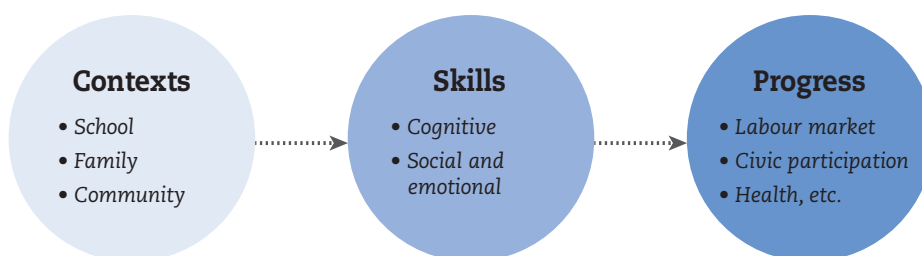 Contexts
• School
• Family
• Community
Skills
• Cognitive
• Social and
emotional
Progress
• Labour market
• Civic participation
• Health, etc.